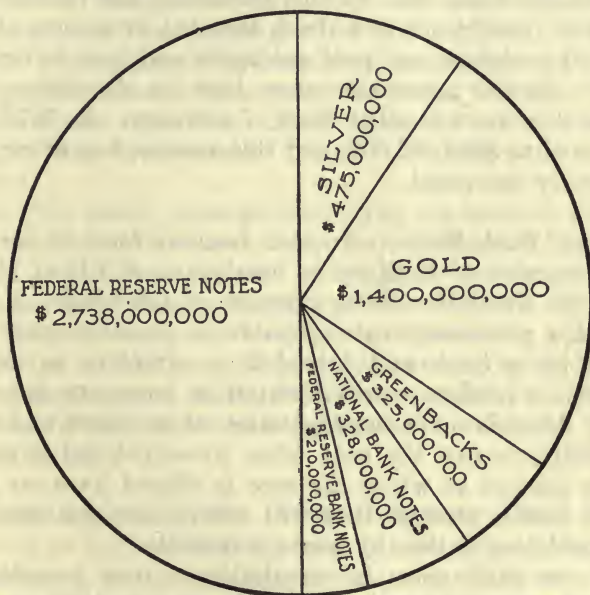 SILVER
$475,000,000
GOLD
$1,400,000,000
FEDERAL RESERVE NOTES
$2,738,000,000
GREENBACKS
$325,000,000
NATIONAL BANK NOTES
$328,000,000
FEDERAL RESERVE BANK NOTES
$210,000,000